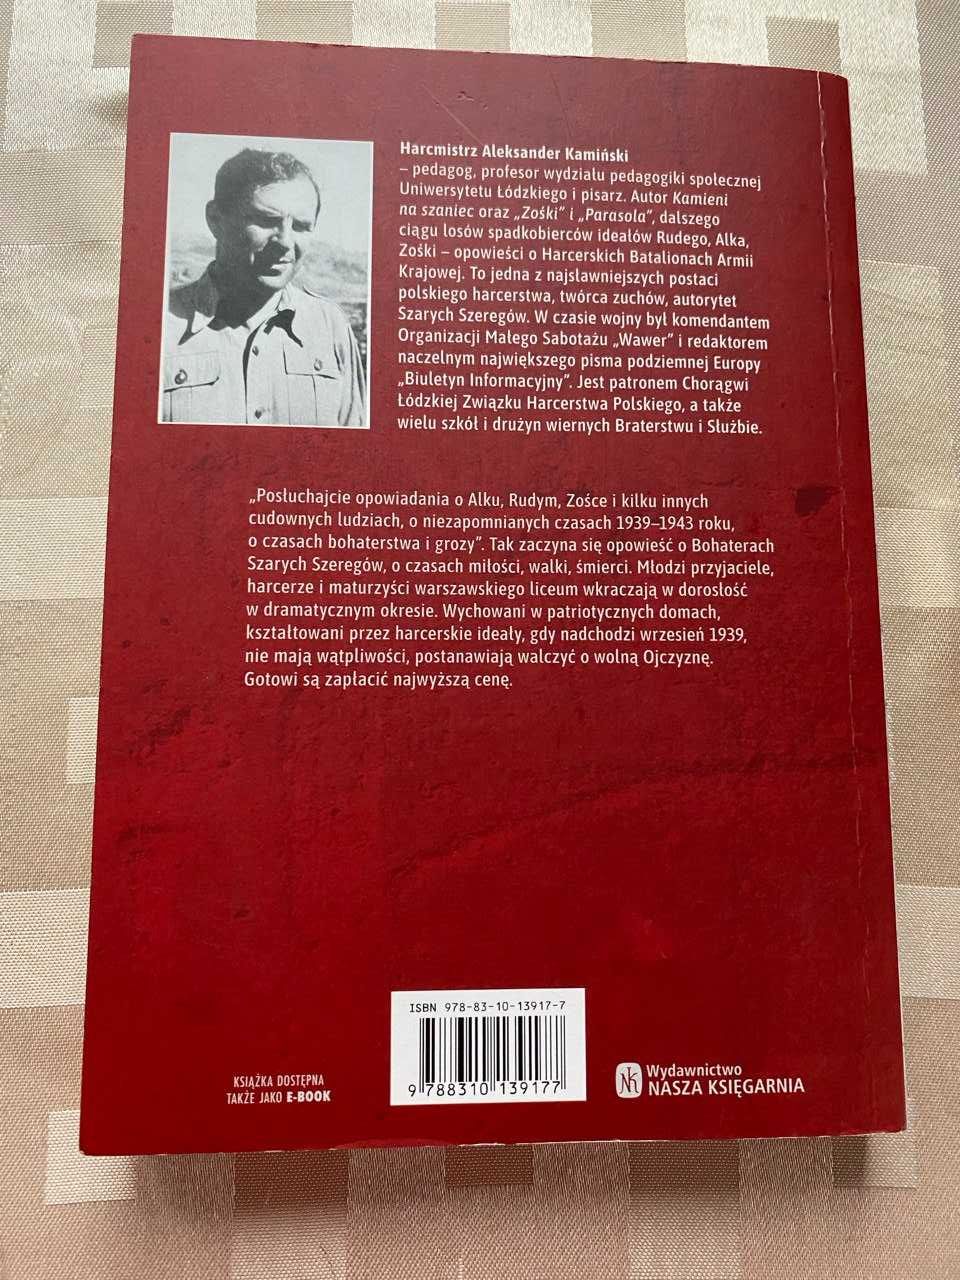 Harcmistrz Aleksander Kamiński
– pedagog, profesor wydziału pedagogiki społecznej
Uniwersytetu Łódzkiego i pisarz. Autor Kamieni
na szaniec oraz „Zośki” i „Parasola”, dalszego
ciągu losów spadkobierców ideałów Rudego, Alka,
Zośki – opowieści o Harcerskich Batalionach Armii
Krajowej. To jedna z najsławniejszych postaci
polskiego harcerstwa, twórca zuchów, autorytet
Szarych Szeregów. W czasie wojny był komendantem
Organizacji Małego Sabotażu „Wawer” i redaktorem
naczelnym największego pisma podziemnej Europy
„Biuletyn Informacyjny”. Jest patronem Chorągwi
Łódzkiej Związku Harcerstwa Polskiego, a także
wielu szkół i drużyn wiernych Braterstwu i Służbie.
„Posłuchajcie opowiadania o Alku, Rudym, Zośce i kilku innych
cudownych ludziach, o niezapomnianych czasach 1939–1943 roku,
o czasach bohaterstwa i grozy”. Tak zaczyna się opowieść o Bohaterach
Szarych Szeregów, o czasach miłości, walki, śmierci. Młodzi przyjaciele,
harcerze i maturzyści warszawskiego liceum wkraczają w dorosłość
w dramatycznym okresie. Wychowani w patriotycznych domach,
kształtowani przez harcerskie ideały, gdy nadchodzi wrzesień 1939,
nie mają wątpliwości, postanawiają walczyć o wolną Ojczyznę.
Gotowi są zapłacić najwyższą cenę.
ISBN 978-83-10-13917-7
9 788310 139177
KSIĄŻKA DOSTĘPNA
TAKŻE JAKO E-BOOK
NK
Wydawnictwo
NASZA KSIĘGARNIA